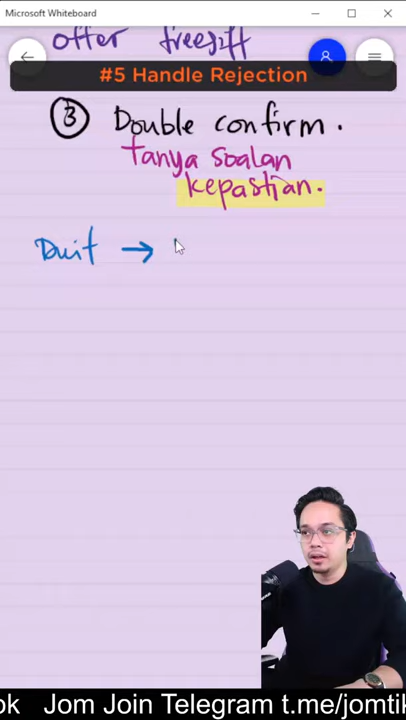 Microsoft Whiteboard
offer freegift
#5 Handle Rejection
3 Double confirm.
tanya soalan
kepastian.
Duit →
ok Jom Join Telegram t.me/jomtik